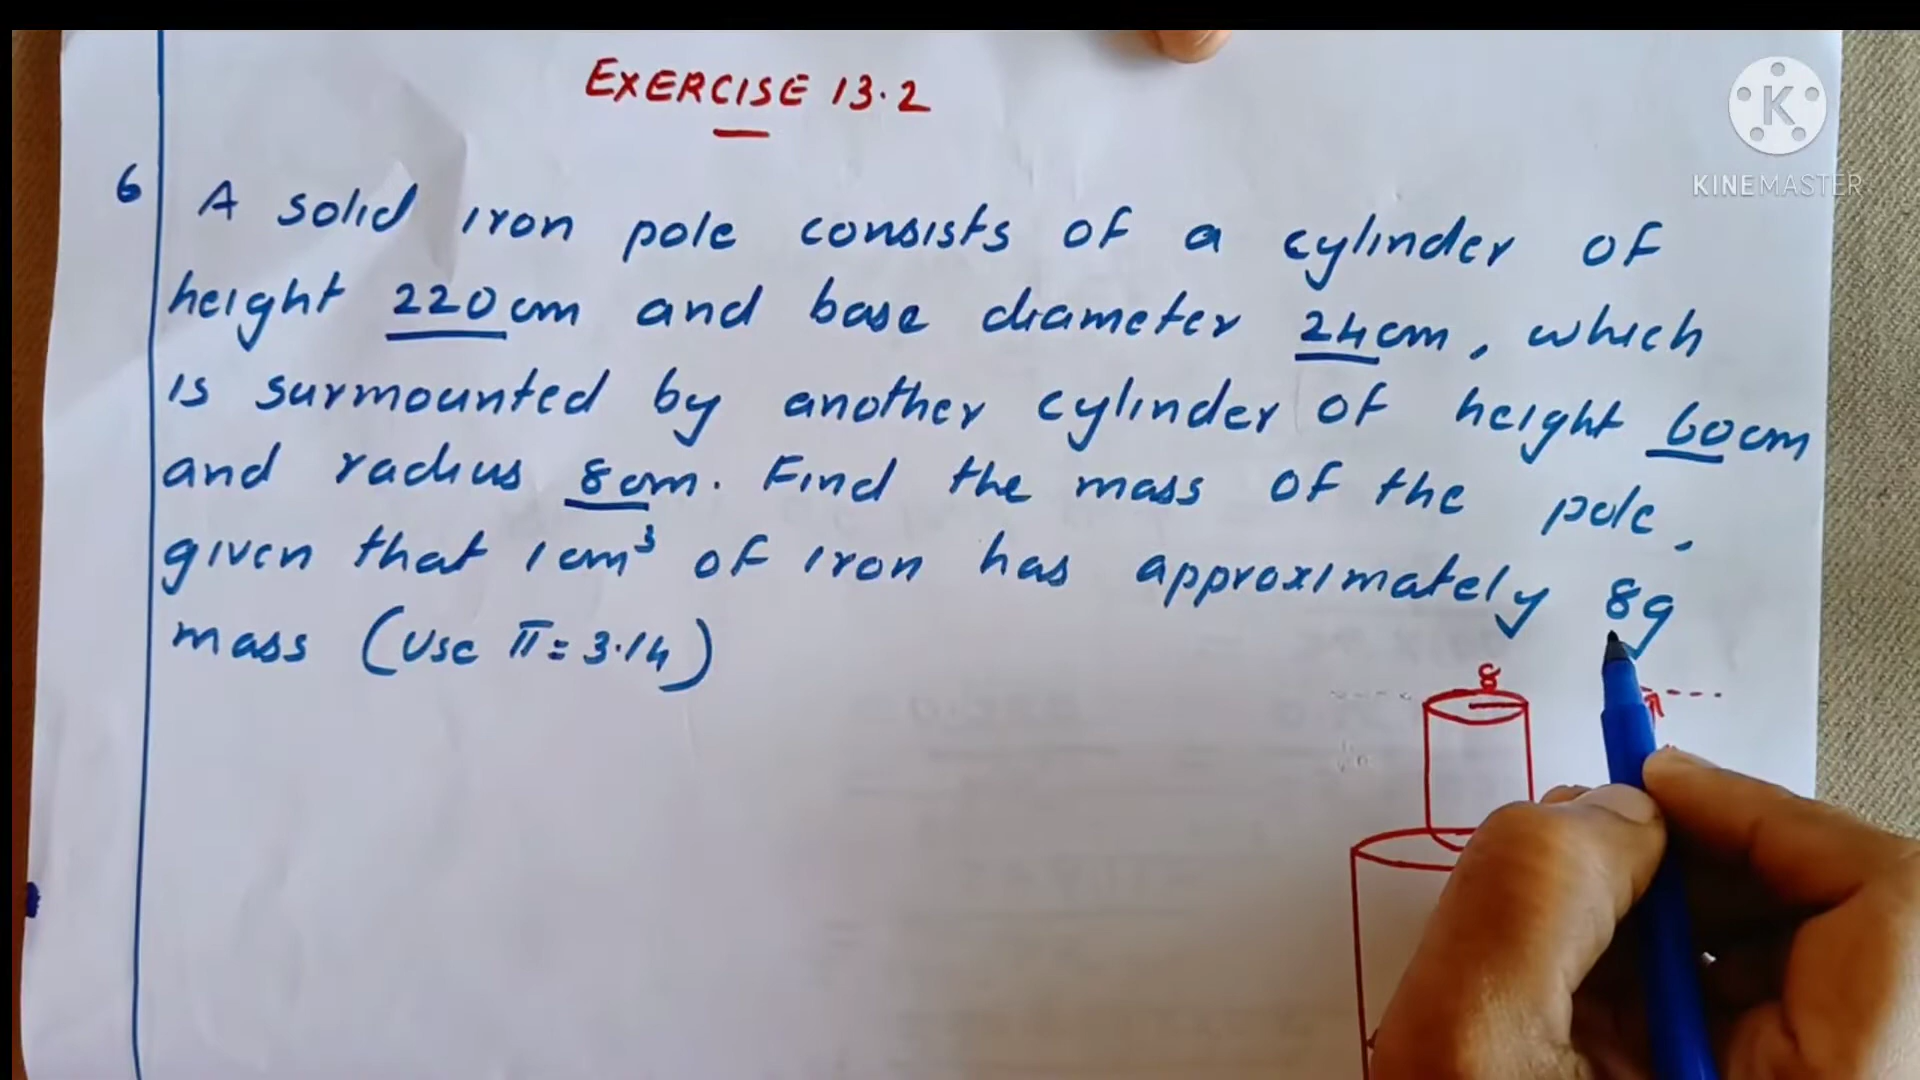 EXERCISE 13.2
KINEMASTER
6 A solid iron pole consists of a cylinder of
height 220cm and base diameter 24cm, which
is surmounted by another cylinder of height 60cm
and radius 8cm. Find the mass of the pole,
given that 1cm³ of iron has approximately 8g
mass (Use π = 3.14)
8